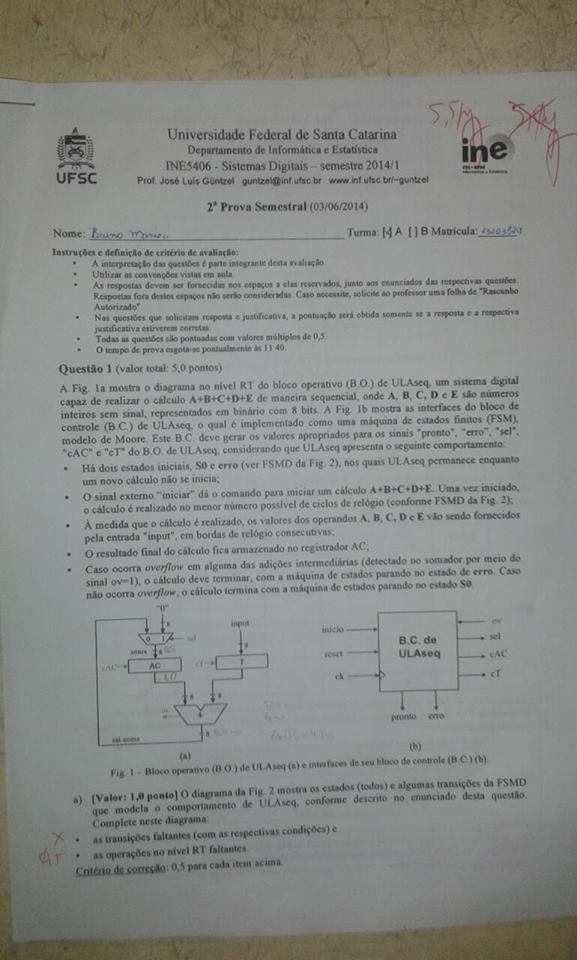 5,5
UFSC
Universidade Federal de Santa Catarina
Departamento de Informática e Estatística
INE5406 - Sistemas Digitais – semestre 2014/1
Prof. José Luís Güntzel guntzel@inf.ufsc.br www.inf.ufsc.br/~guntzel
ine
2ª Prova Semestral (03/06/2014)
Nome: Bruno Turma: [ ] A [ ] B Matrícula:
Instruções e definição de critério de avaliação:
• A interpretação das questões é parte integrante desta avaliação.
• Utilizar as convenções vistas em aula.
• As respostas devem ser fornecidas nos espaços a elas reservados, junto aos enunciados das respectivas questões.
Respostas fora destes espaços não serão consideradas. Caso necessite, solicite ao professor uma folha de "Rascunho
Autorizado".
• Nas questões que solicitam resposta e justificativa, a pontuação será obtida somente se a resposta e a respectiva
justificativa estiverem corretas.
• Todas as questões são pontuadas com valores múltiplos de 0,5.
• O tempo de prova esgota-se pontualmente às 11:40.
Questão 1 (valor total: 5,0 pontos)
A Fig. 1a mostra o diagrama no nível RT do bloco operativo (B.O.) de ULAseq, um sistema digital
capaz de realizar o cálculo A+B+C+D+E de maneira sequencial, onde A, B, C, D e E são números
inteiros sem sinal, representados em binário com 8 bits. A Fig. 1b mostra as interfaces do bloco de
controle (B.C.) de ULAseq, o qual é implementado como uma máquina de estados finitos (FSM),
modelo de Moore. Este B.C. deve gerar os valores apropriados para os sinais "pronto", "erro", "sel",
"cAC" e "cT" do B.O. de ULAseq, considerando que ULAseq apresenta o seguinte comportamento:
• Há dois estados iniciais, S0 e erro (ver FSMD da Fig. 2), nos quais ULAseq permanece enquanto
um novo cálculo não se inicia;
• O sinal externo "iniciar" dá o comando para iniciar um cálculo A+B+C+D+E. Uma vez iniciado,
o cálculo é realizado no menor número possível de ciclos de relógio (conforme FSMD da Fig. 2);
• À medida que o cálculo é realizado, os valores dos operandos A, B, C, D e E vão sendo fornecidos
pela entrada "input", em bordas de relógio consecutivas;
• O resultado final do cálculo fica armazenado no registrador AC;
• Caso ocorra overflow em alguma das adições intermediárias (detectado no somador por meio do
sinal ov=1), o cálculo deve terminar, com a máquina de estados parando no estado de erro. Caso
não ocorra overflow, o cálculo termina com a máquina de estados parando no estado S0.
"0"
8
0 1
sel
8
cAC
AC
input
8
cT
T
8
8
ov
+
8
inicio
reset
ck
B.C. de
ULAseq
ov
sel
cAC
cT
pronto erro
(a)
(b)
Fig. 1 – Bloco operativo (B.O.) de ULAseq (a) e interfaces de seu bloco de controle (B.C.) (b).
a) [Valor: 1,0 ponto] O diagrama da Fig. 2 mostra os estados (todos) e algumas transições da FSMD
que modela o comportamento de ULAseq, conforme descrito no enunciado desta questão.
Complete neste diagrama:
X • as transições faltantes (com as respectivas condições) e
0,5 • as operações no nível RT faltantes.
Critério de correção: 0,5 para cada item acima.